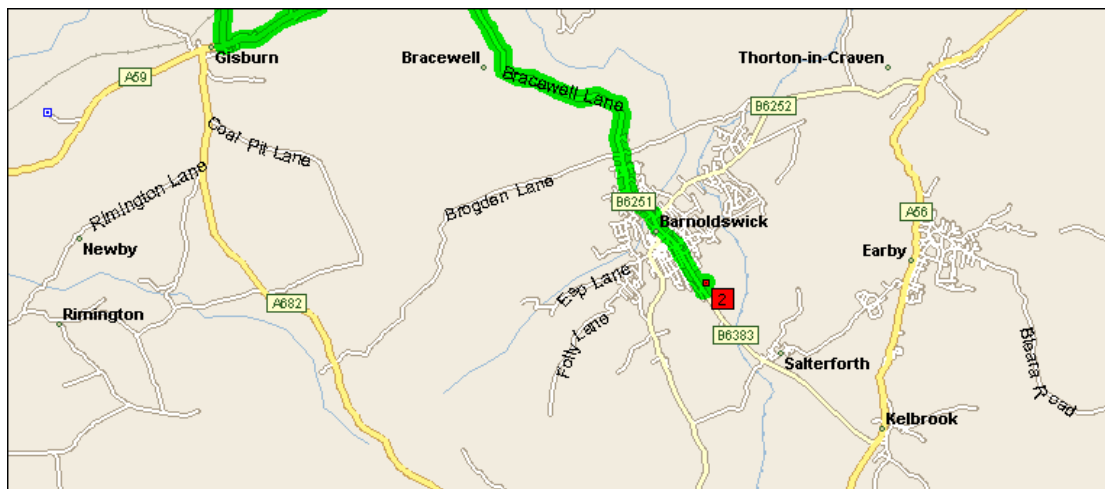 Gisburn
Bracewell
Thorton-in-Craven
A59
Bracewell Lane
B6252
Coal Pit Lane
Rimington Lane
Brogden Lane
B6251
A56
Barnoldswick
Newby
Earby
Esp Lane
A682
2
Rimington
Folly Lane
B6383
Salterforth
Bleara Road
Kelbrook